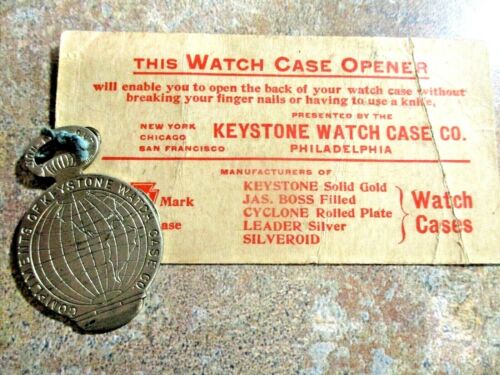 THIS WATCH CASE OPENER
will enable you to open the back of your watch case without
breaking your finger nails or having to use a knife,
PRESENTED BY THE
NEW YORK
CHICAGO
SAN FRANCISCO
KEYSTONE WATCH CASE CO.
PHILADELPHIA
MANUFACTURERS OF
Mark
ase
KEYSTONE Solid Gold
JAS. BOSS Filled
CYCLONE Rolled Plate
LEADER Silver
SILVEROID
Watch
Cases
COMPLIMENTS OF KEYSTONE WATCH CASE CO.